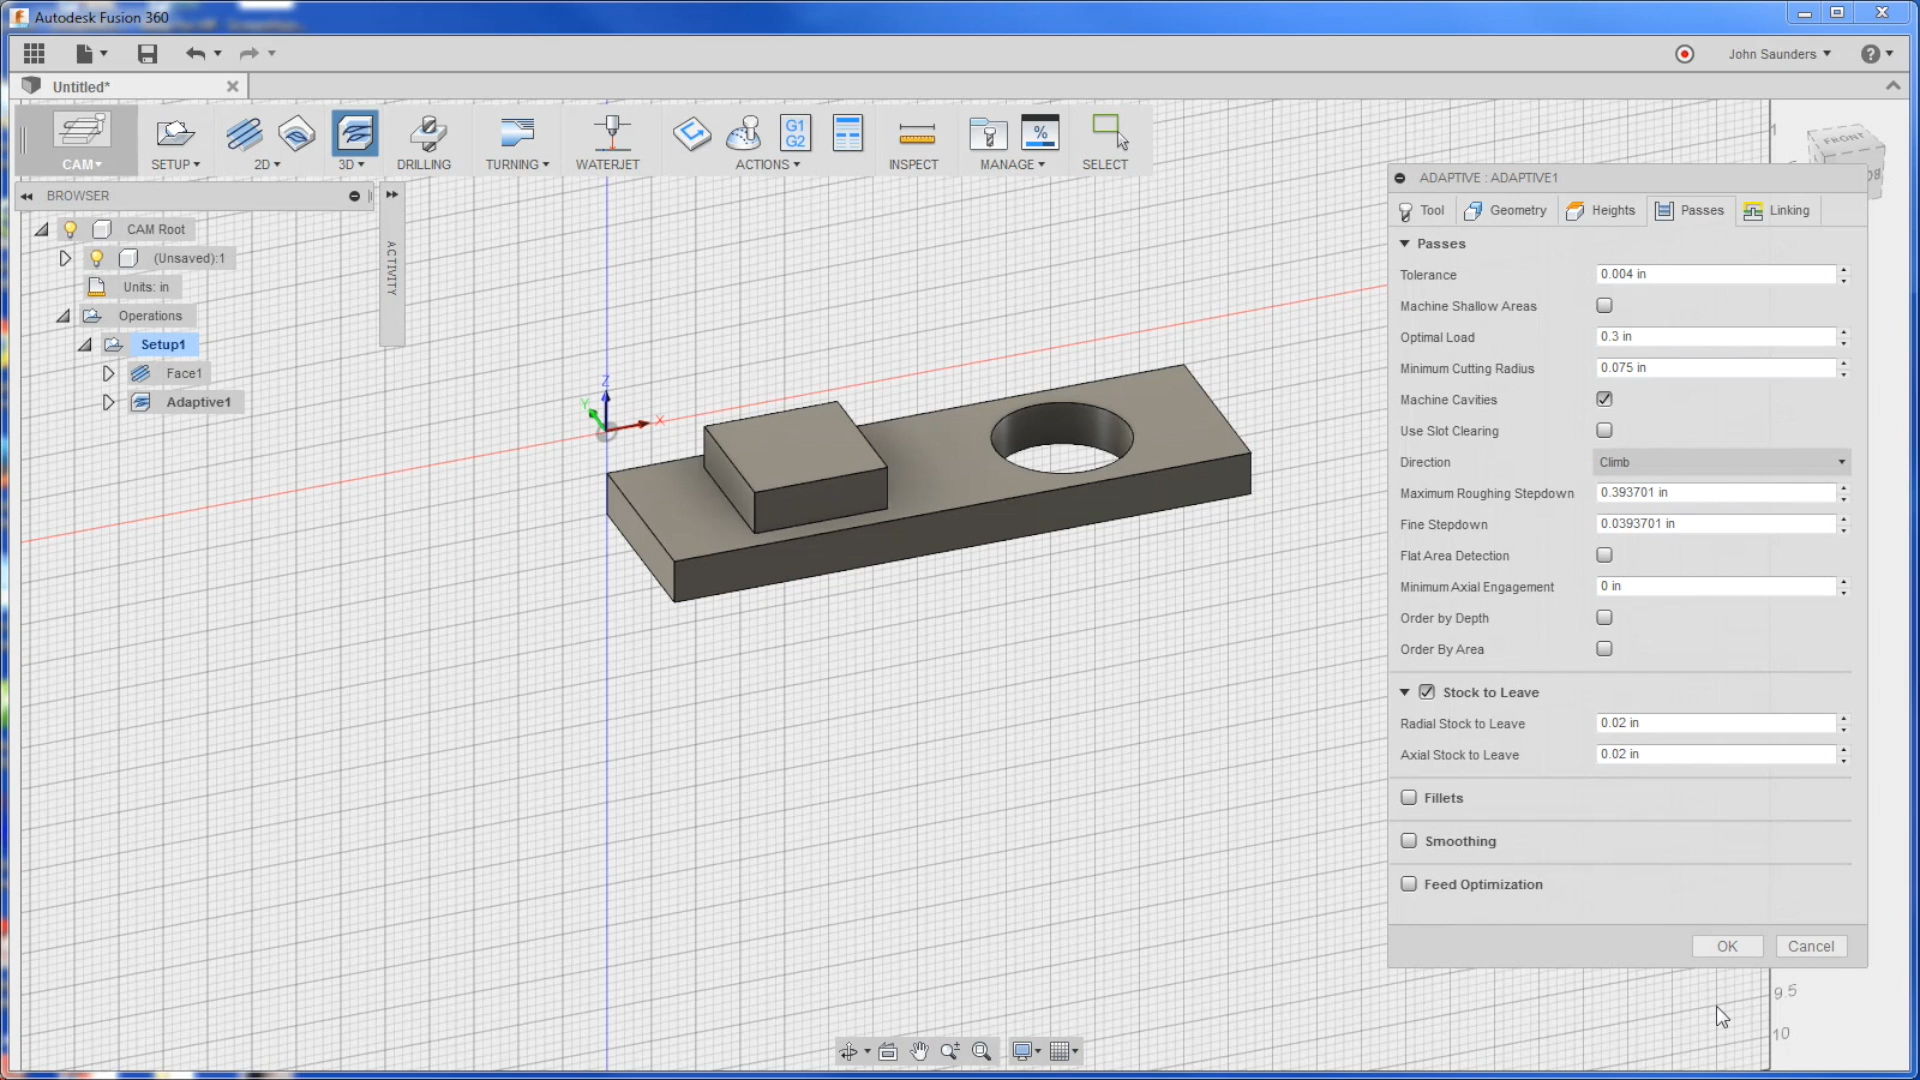 Autodesk Fusion 360
John Saunders
Untitled*
CAM SETUP 2D 3D DRILLING TURNING WATERJET ACTIONS INSPECT MANAGE SELECT
G1
G2
%
FRONT
BROWSER
ACTIVITY
CAM Root
(Unsaved):1
Units: in
Operations
Setup1
Face1
Adaptive1
Z
Y
X
ADAPTIVE : ADAPTIVE1
Tool Geometry Heights Passes Linking
Passes
Tolerance 0.004 in
Machine Shallow Areas
Optimal Load 0.3 in
Minimum Cutting Radius 0.075 in
Machine Cavities
Use Slot Clearing
Direction Climb
Maximum Roughing Stepdown 0.393701 in
Fine Stepdown 0.0393701 in
Flat Area Detection
Minimum Axial Engagement 0 in
Order by Depth
Order By Area
Stock to Leave
Radial Stock to Leave 0.02 in
Axial Stock to Leave 0.02 in
Fillets
Smoothing
Feed Optimization
OK Cancel
9.5
10